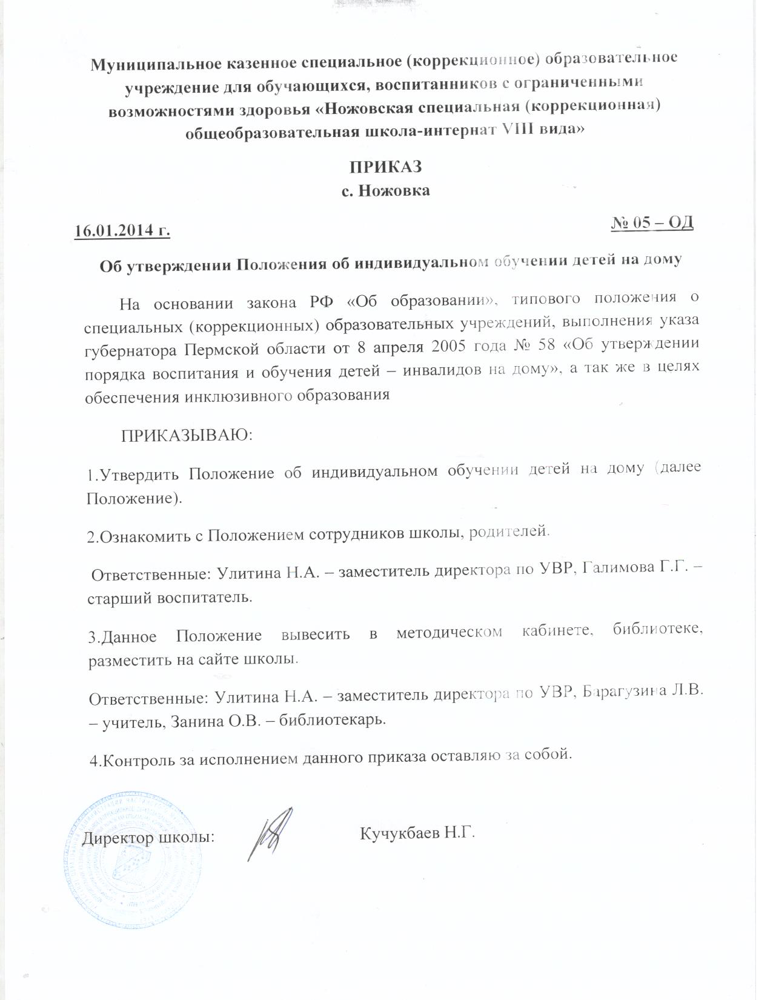 Муниципальное казенное специальное (коррекционное) образовательное
учреждение для обучающихся, воспитанников с ограниченными
возможностями здоровья «Ножовская специальная (коррекционная)
общеобразовательная школа-интернат VIII вида»
ПРИКАЗ
с. Ножовка
16.01.2014 г. № 05 – ОД
Об утверждении Положения об индивидуальном обучении детей на дому
На основании закона РФ «Об образовании», типового положения о
специальных (коррекционных) образовательных учреждений, выполнения указа
губернатора Пермской области от 8 апреля 2005 года № 58 «Об утверждении
порядка воспитания и обучения детей – инвалидов на дому», а так же в целях
обеспечения инклюзивного образования
ПРИКАЗЫВАЮ:
1.Утвердить Положение об индивидуальном обучении детей на дому (далее
Положение).
2.Ознакомить с Положением сотрудников школы, родителей.
Ответственные: Улитина Н.А. – заместитель директора по УВР, Галимова Г.Г. –
старший воспитатель.
3.Данное Положение вывесить в методическом кабинете, библиотеке,
разместить на сайте школы.
Ответственные: Улитина Н.А. – заместитель директора по УВР, Барагузина Л.В.
– учитель, Занина О.В. – библиотекарь.
4.Контроль за исполнением данного приказа оставляю за собой.
Директор школы: Кучукбаев Н.Г.